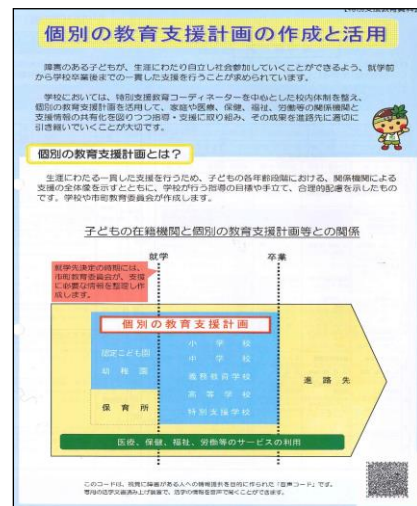 【特別支援教育資料】
個別の教育支援計画の作成と活用
障害のある子どもが、生涯にわたり自立し社会参加していくことができるよう、就学前
から学校卒業後までの一貫した支援を行うことが求められています。
学校においては、特別支援教育コーディネーターを中心とした校内体制を整え、
個別の教育支援計画を活用して、家庭や医療、保健、福祉、労働等の関係機関と
支援情報の共有化を図りつつ指導・支援に取り組み、その成果を進路先に適切に
引き継いでいくことが大切です。
個別の教育支援計画とは？
生涯にわたる一貫した支援を行うため、子どもの各年齢段階における、関係機関による
支援の全体像を示すとともに、学校が行う指導の目標や手立て、合理的配慮を示したもの
です。学校や市町教育委員会が作成します。
子どもの在籍機関と個別の教育支援計画等との関係
就学
卒業
就学先決定の時期には、
市町教育委員会が、支援
に必要な情報を整理し作
成します。
個別の教育支援計画
認定こども園
幼稚園
保育所
小学校
中学校
義務教育学校
高等学校
特別支援学校
進路先
医療、保健、福祉、労働等のサービスの利用
このコードは、視覚に障害がある人への情報提供を目的に作られた「音声コード」です。
専用の活字文書読み上げ装置で、活字の情報を音声で聞くことができます。